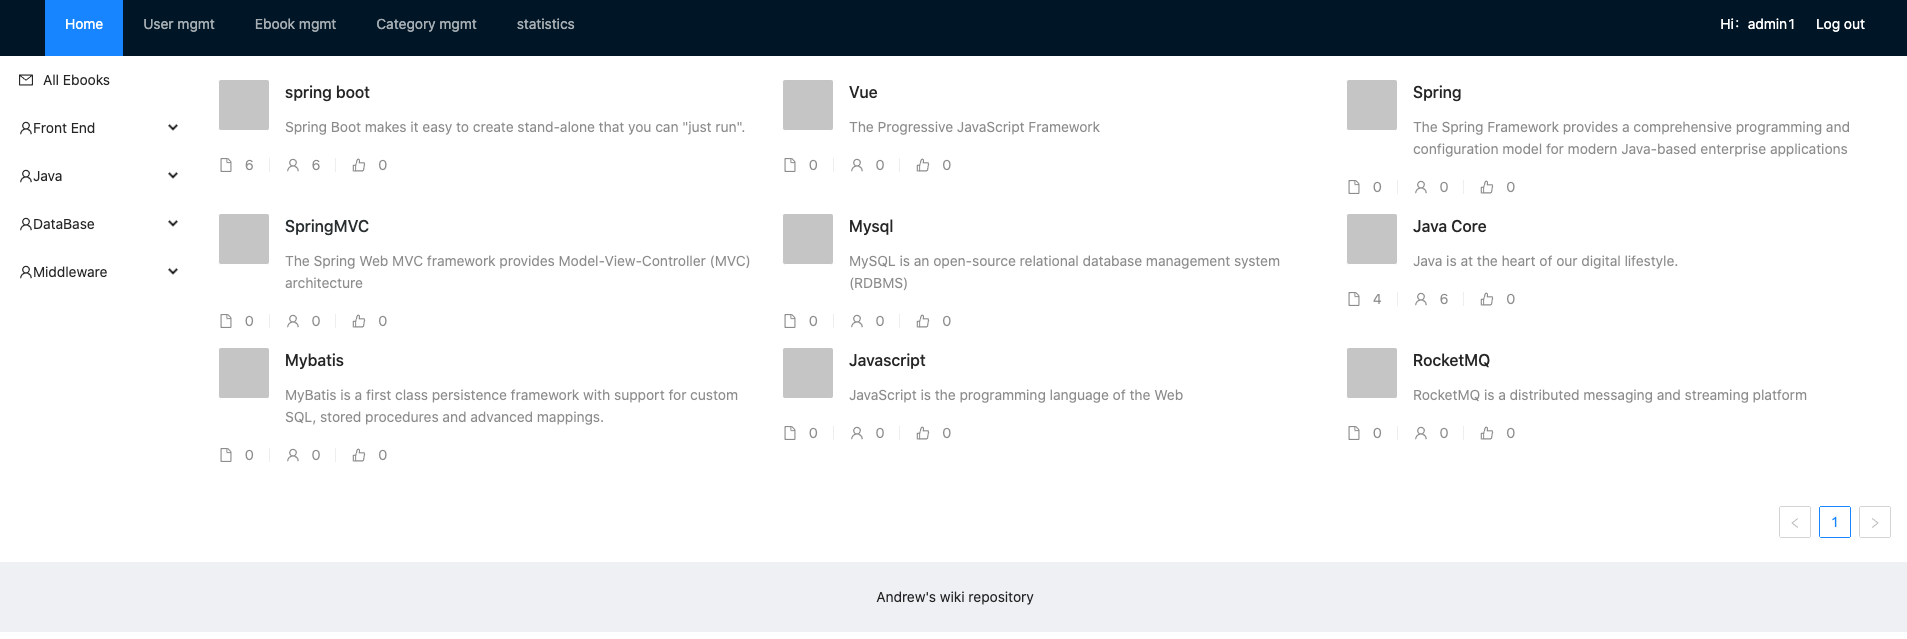 Home User mgmt Ebook mgmt Category mgmt statistics Hi: admin1 Log out
All Ebooks
Front End
Java
DataBase
Middleware
spring boot
Spring Boot makes it easy to create stand-alone that you can "just run".
6 6 0
Vue
The Progressive JavaScript Framework
0 0 0
Spring
The Spring Framework provides a comprehensive programming and
configuration model for modern Java-based enterprise applications
0 0 0
SpringMVC
The Spring Web MVC framework provides Model-View-Controller (MVC)
architecture
0 0 0
Mysql
MySQL is an open-source relational database management system
(RDBMS)
0 0 0
Java Core
Java is at the heart of our digital lifestyle.
4 6 0
Mybatis
MyBatis is a first class persistence framework with support for custom
SQL, stored procedures and advanced mappings.
0 0 0
Javascript
JavaScript is the programming language of the Web
0 0 0
RocketMQ
RocketMQ is a distributed messaging and streaming platform
0 0 0
< 1 >
Andrew's wiki repository